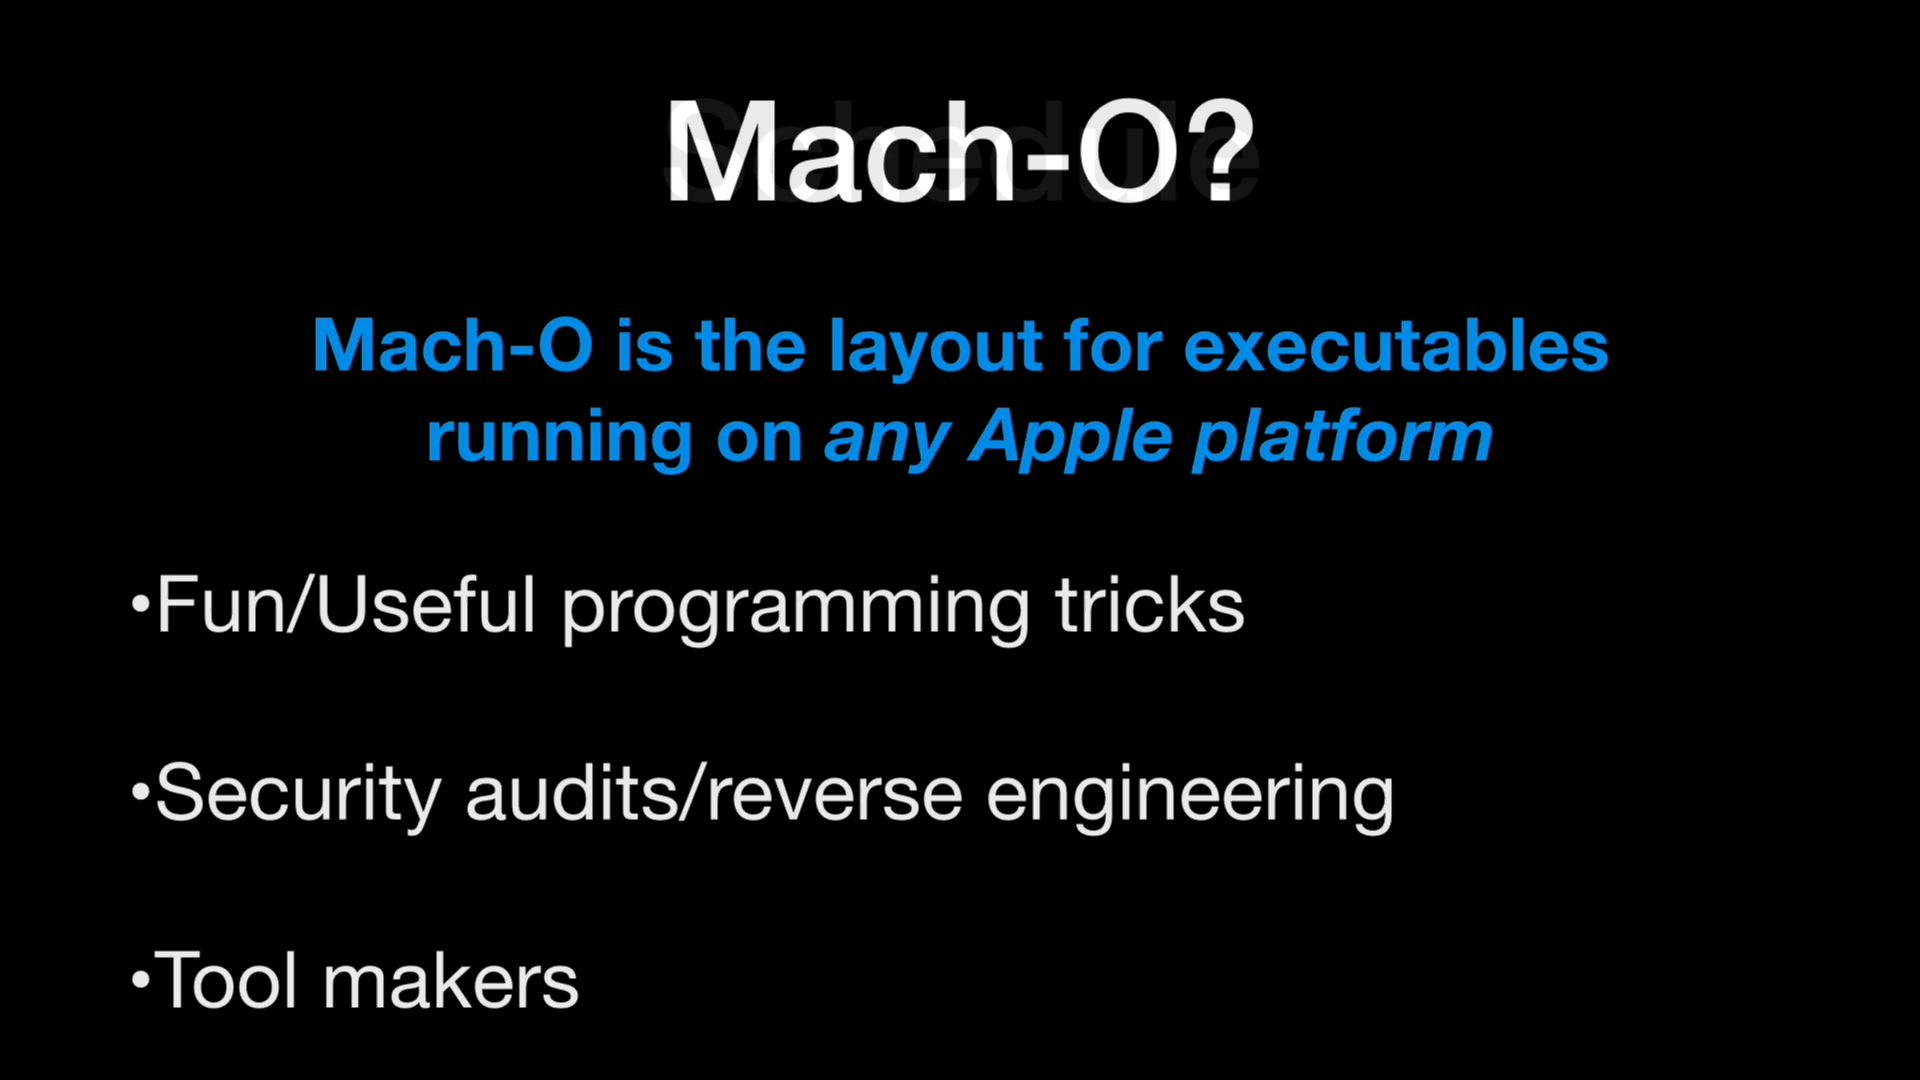 Mach-O?
Schedule
Mach-O is the layout for executables
running on any Apple platform
•Fun/Useful programming tricks
•Security audits/reverse engineering
•Tool makers